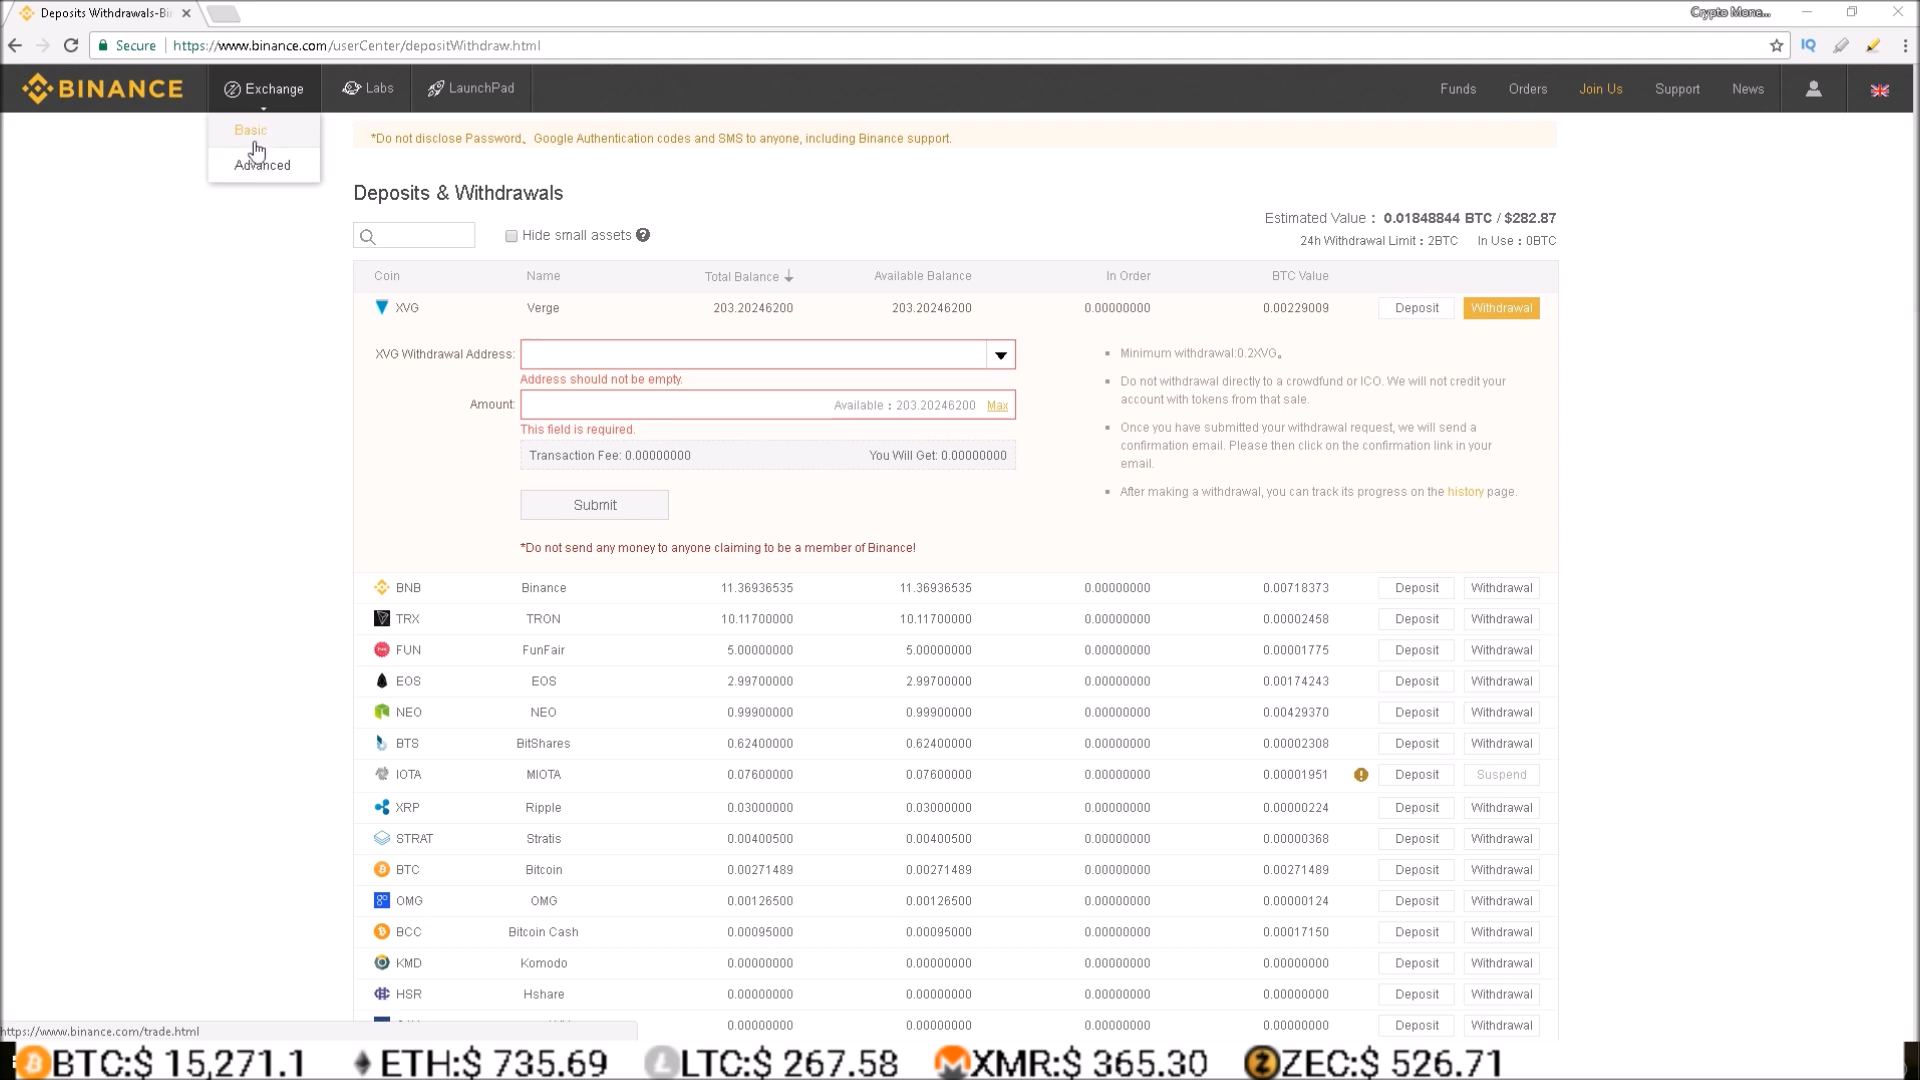 Deposits Withdrawals-Bi
Crypto Mone...
Secure https://www.binance.com/userCenter/depositWithdraw.html
IQ
BINANCE Exchange Labs LaunchPad Funds Orders Join Us Support News
Basic
Advanced
*Do not disclose Password、Google Authentication codes and SMS to anyone, including Binance support.
Deposits & Withdrawals
Estimated Value： 0.01848844 BTC / $282.87
Hide small assets ?
24h Withdrawal Limit : 2BTC In Use : 0BTC
Coin Name Total Balance ↓ Available Balance In Order BTC Value
XVG Verge 203.20246200 203.20246200 0.00000000 0.00229009 Deposit Withdrawal
XVG Withdrawal Address:
Address should not be empty.
Amount: Available：203.20246200 Max
This field is required.
Transaction Fee: 0.00000000 You Will Get: 0.00000000
Submit
*Do not send any money to anyone claiming to be a member of Binance!
Minimum withdrawal:0.2XVG。
Do not withdrawal directly to a crowdfund or ICO. We will not credit your
account with tokens from that sale.
Once you have submitted your withdrawal request, we will send a
confirmation email. Please then click on the confirmation link in your
email.
After making a withdrawal, you can track its progress on the history page.
BNB Binance 11.36936535 11.36936535 0.00000000 0.00718373 Deposit Withdrawal
TRX TRON 10.11700000 10.11700000 0.00000000 0.00002458 Deposit Withdrawal
FUN FunFair 5.00000000 5.00000000 0.00000000 0.00001775 Deposit Withdrawal
EOS EOS 2.99700000 2.99700000 0.00000000 0.00174243 Deposit Withdrawal
NEO NEO 0.99900000 0.99900000 0.00000000 0.00429370 Deposit Withdrawal
BTS BitShares 0.62400000 0.62400000 0.00000000 0.00002308 Deposit Withdrawal
IOTA MIOTA 0.07600000 0.07600000 0.00000000 0.00001951 ! Deposit Suspend
XRP Ripple 0.03000000 0.03000000 0.00000000 0.00000224 Deposit Withdrawal
STRAT Stratis 0.00400500 0.00400500 0.00000000 0.00000368 Deposit Withdrawal
BTC Bitcoin 0.00271489 0.00271489 0.00000000 0.00271489 Deposit Withdrawal
OMG OMG 0.00126500 0.00126500 0.00000000 0.00000124 Deposit Withdrawal
BCC Bitcoin Cash 0.00095000 0.00095000 0.00000000 0.00017150 Deposit Withdrawal
KMD Komodo 0.00000000 0.00000000 0.00000000 0.00000000 Deposit Withdrawal
HSR Hshare 0.00000000 0.00000000 0.00000000 0.00000000 Deposit Withdrawal
0.00000000 0.00000000 0.00000000 0.00000000 Deposit Withdrawal
https://www.binance.com/trade.html
BTC:$ 15,271.1 ETH:$ 735.69 LTC:$ 267.58 XMR:$ 365.30 ZEC:$ 526.71